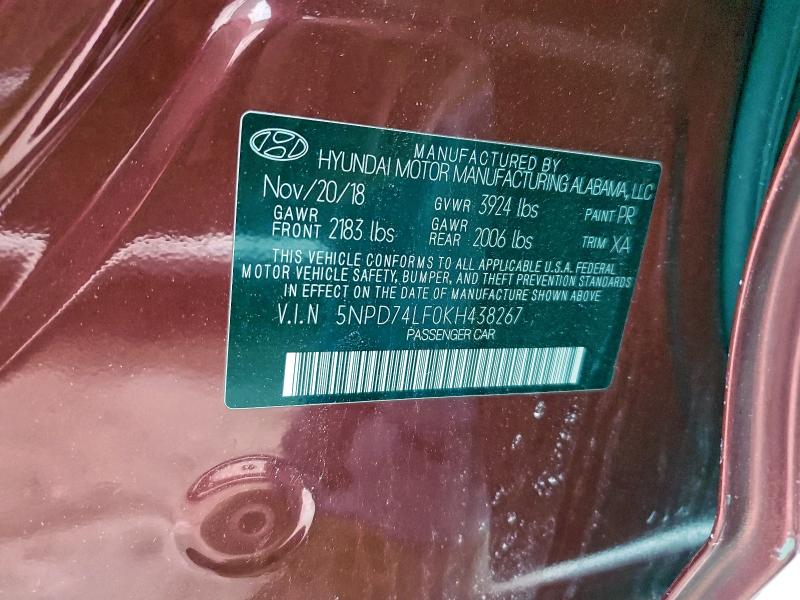 MANUFACTURED BY
HYUNDAI MOTOR MANUFACTURING ALABAMA, LLC
Nov/20/18 GVWR 3924 lbs PAINT PR
GAWR FRONT 2183 lbs GAWR REAR 2006 lbs TRIM XA
THIS VEHICLE CONFORMS TO ALL APPLICABLE U.S.A. FEDERAL
MOTOR VEHICLE SAFETY, BUMPER, AND THEFT PREVENTION STANDARDS
IN EFFECT ON THE DATE OF MANUFACTURE SHOWN ABOVE
V.I.N 5NPD74LF0KH438267
PASSENGER CAR